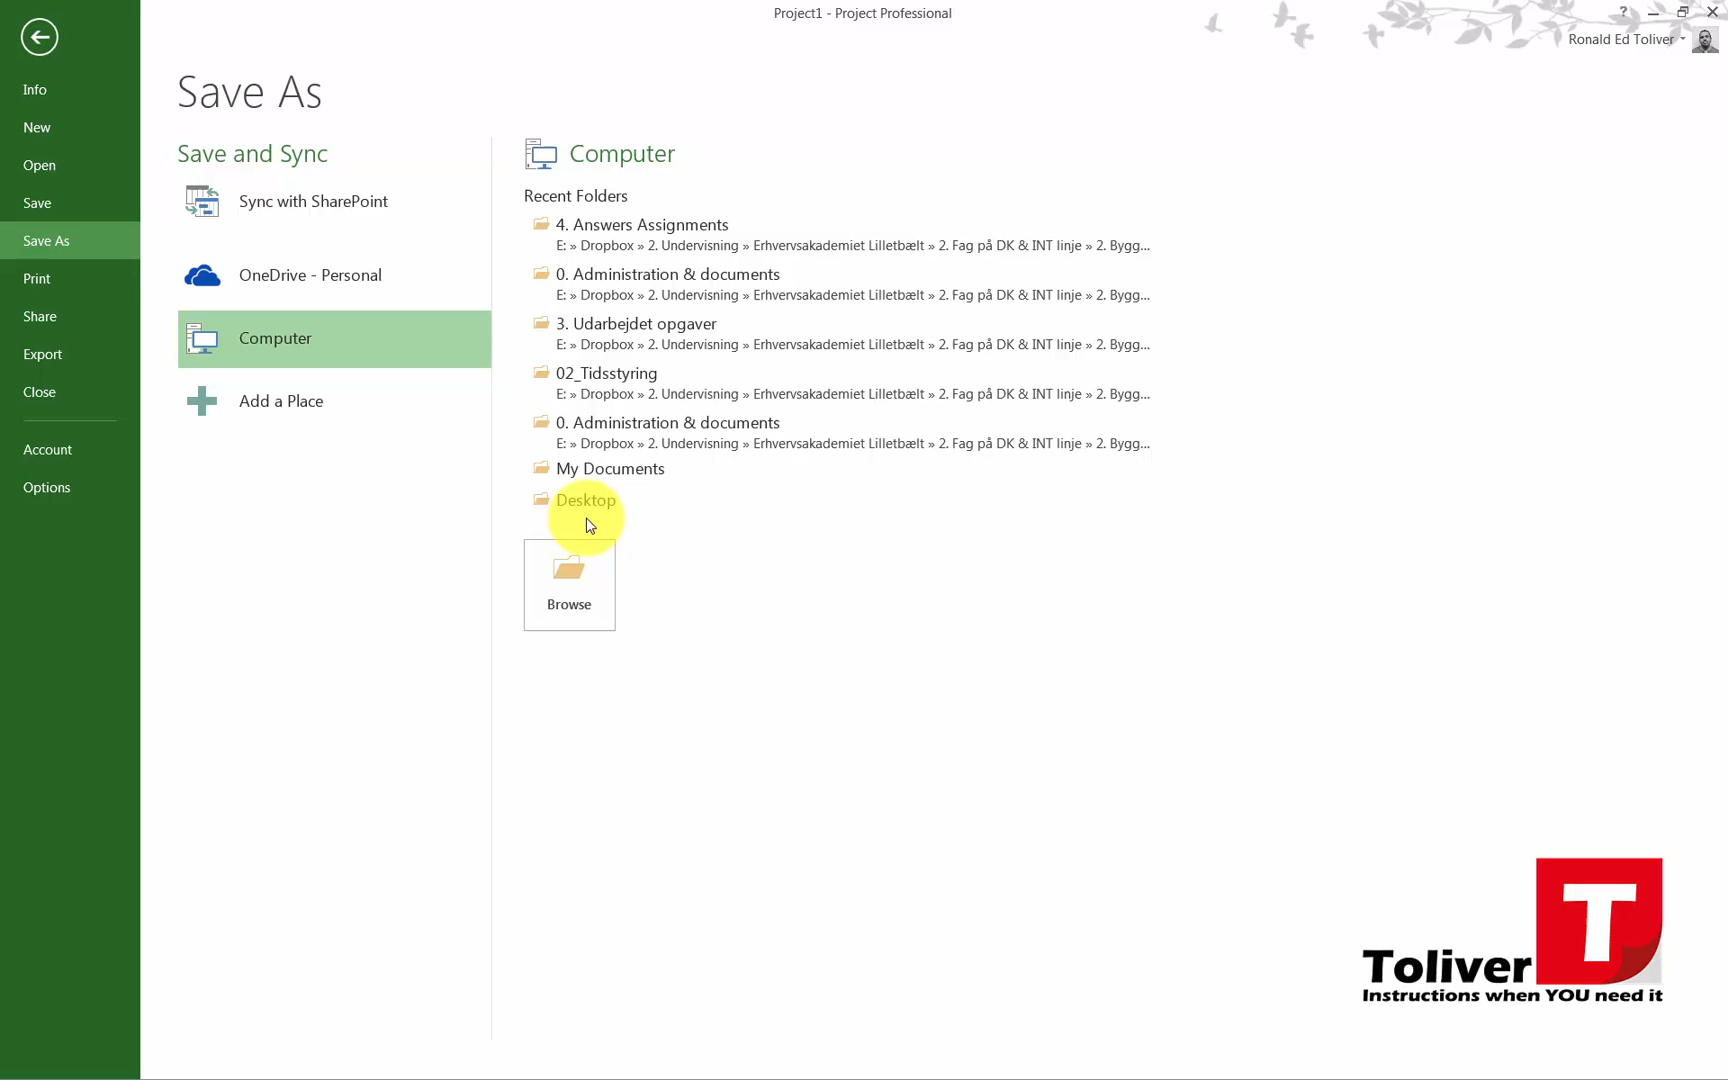 Project1 - Project Professional
?
Ronald Ed Toliver
Info
New
Open
Save
Save As
Print
Share
Export
Close
Account
Options
Save As
Save and Sync
Sync with SharePoint
OneDrive - Personal
Computer
Add a Place
Computer
Recent Folders
4. Answers Assignments
E: » Dropbox » 2. Undervisning » Erhvervsakademiet Lilletbælt » 2. Fag på DK & INT linje » 2. Bygg...
0. Administration & documents
E: » Dropbox » 2. Undervisning » Erhvervsakademiet Lilletbælt » 2. Fag på DK & INT linje » 2. Bygg...
3. Udarbejdet opgaver
E: » Dropbox » 2. Undervisning » Erhvervsakademiet Lilletbælt » 2. Fag på DK & INT linje » 2. Bygg...
02_Tidsstyring
E: » Dropbox » 2. Undervisning » Erhvervsakademiet Lilletbælt » 2. Fag på DK & INT linje » 2. Bygg...
0. Administration & documents
E: » Dropbox » 2. Undervisning » Erhvervsakademiet Lilletbælt » 2. Fag på DK & INT linje » 2. Bygg...
My Documents
Desktop
Browse
T
Toliver
Instructions when YOU need it